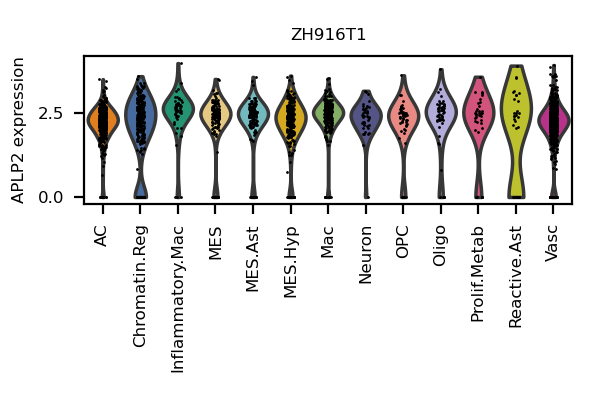 ZH916T1
APLP2 expression
2.5
0.0
AC
Chromatin.Reg
Inflammatory.Mac
MES
MES.Ast
MES.Hyp
Mac
Neuron
OPC
Oligo
Prolif.Metab
Reactive.Ast
Vasc